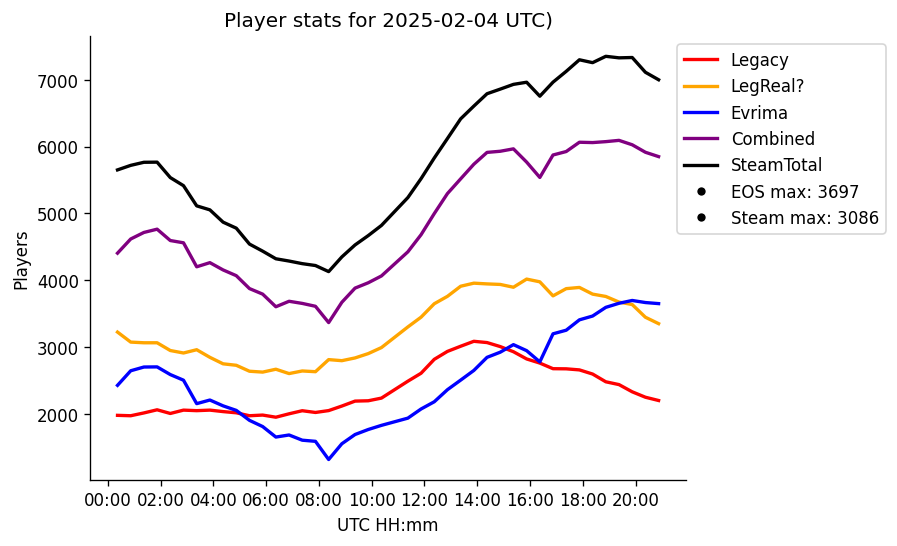 Player stats for 2025-02-04 UTC)
Legacy
LegReal?
Evrima
Combined
SteamTotal
EOS max: 3697
Steam max: 3086
Players
7000
6000
5000
4000
3000
2000
00:00 02:00 04:00 06:00 08:00 10:00 12:00 14:00 16:00 18:00 20:00
UTC HH:mm